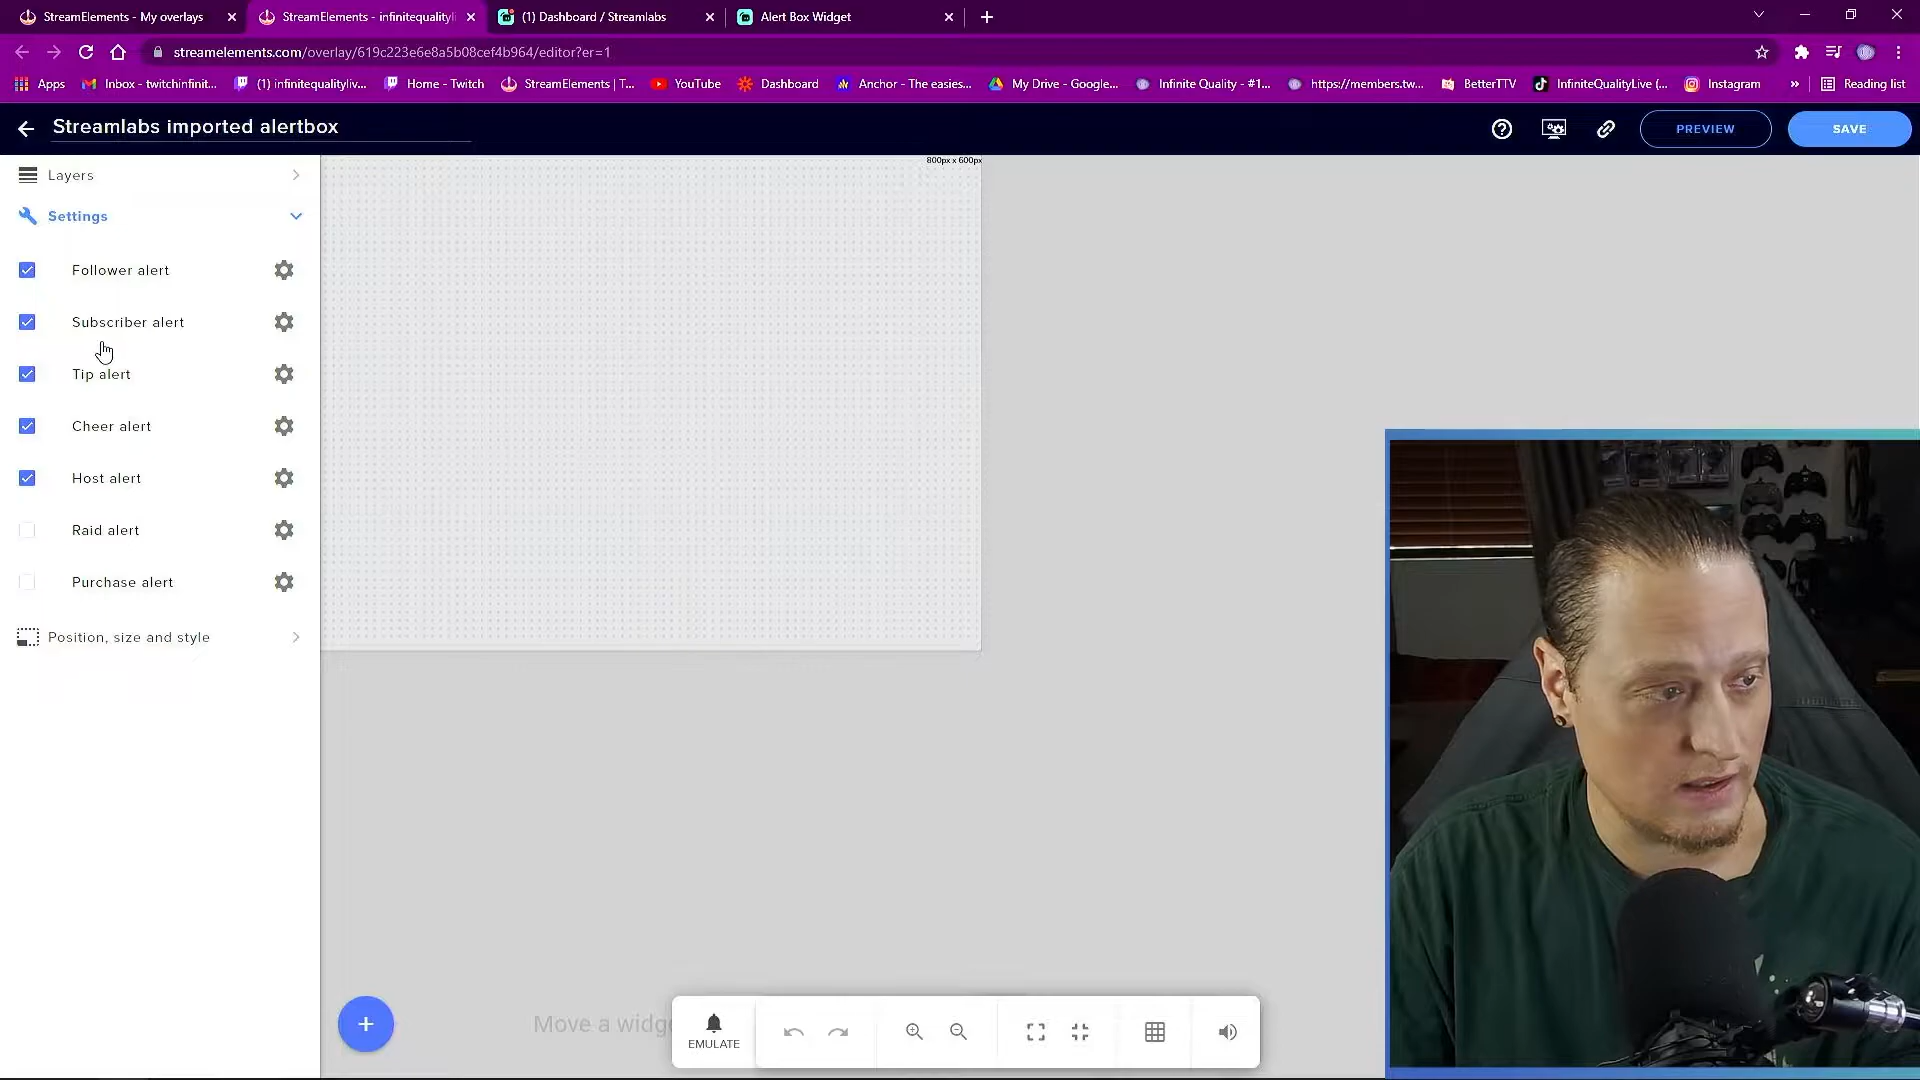 StreamElements - My overlays
StreamElements - infinitequalityli
(1) Dashboard / Streamlabs
Alert Box Widget
streamelements.com/overlay/619c223e6e8a5b08cef4b964/editor?er=1
Apps
Inbox - twitchinfinit...
(1) infinitequalityliv...
Home - Twitch
StreamElements | T...
YouTube
Dashboard
Anchor - The easies...
My Drive - Google...
Infinite Quality - #1...
https://members.tw...
BetterTTV
InfiniteQualityLive (...
Instagram
»
Reading list
Streamlabs imported alertbox
PREVIEW
SAVE
Layers
800px x 600px
Settings
Follower alert
Subscriber alert
Tip alert
Cheer alert
Host alert
Raid alert
Purchase alert
Position, size and style
Move a widg
EMULATE